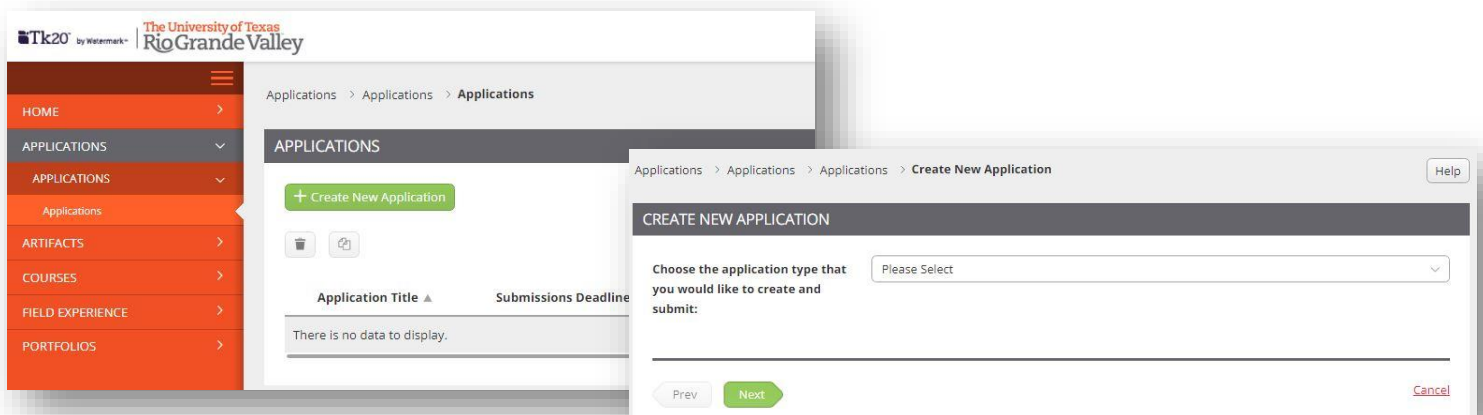 Tk20 by Watermark™
The University of Texas
Rio Grande Valley
HOME
APPLICATIONS
APPLICATIONS
Applications
ARTIFACTS
COURSES
FIELD EXPERIENCE
PORTFOLIOS
Applications > Applications > Applications
APPLICATIONS
+ Create New Application
Application Title ▲ Submissions Deadline
There is no data to display.
Applications > Applications > Applications > Create New Application Help
CREATE NEW APPLICATION
Choose the application type that Please Select
you would like to create and
submit:
Prev Next Cancel